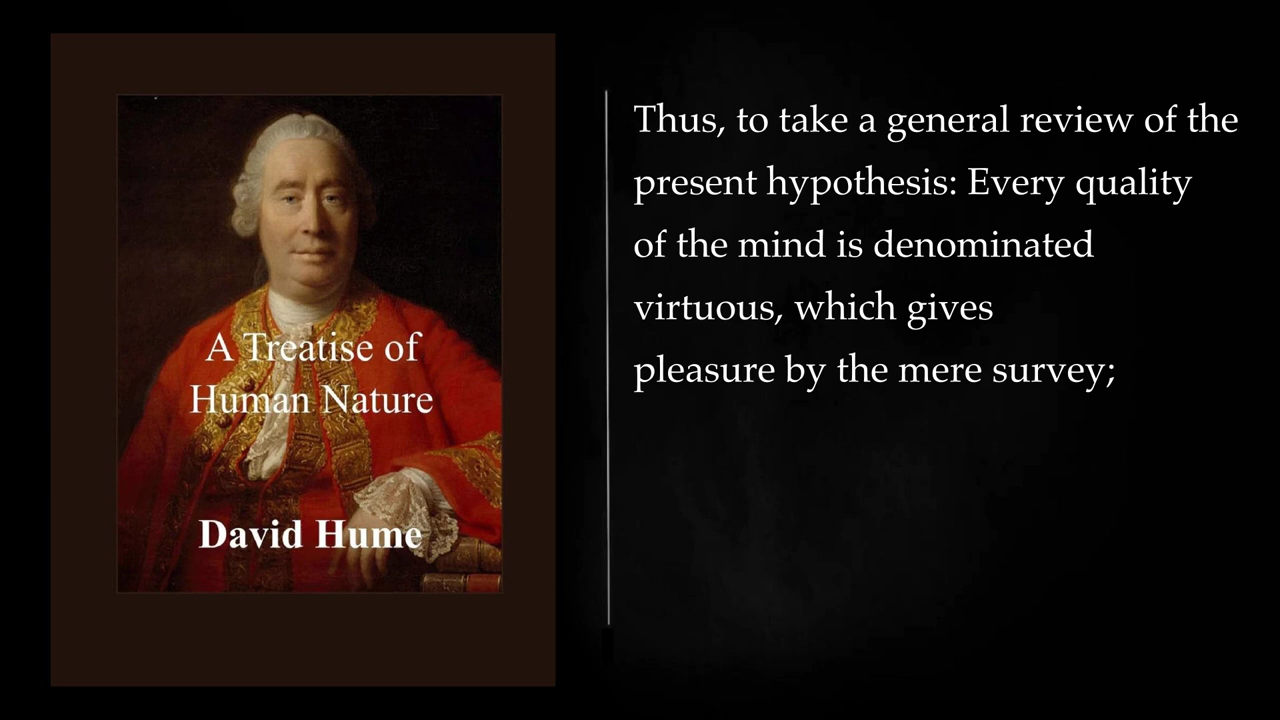 A Treatise of
Human Nature
David Hume
Thus, to take a general review of the
present hypothesis: Every quality
of the mind is denominated
virtuous, which gives
pleasure by the mere survey;